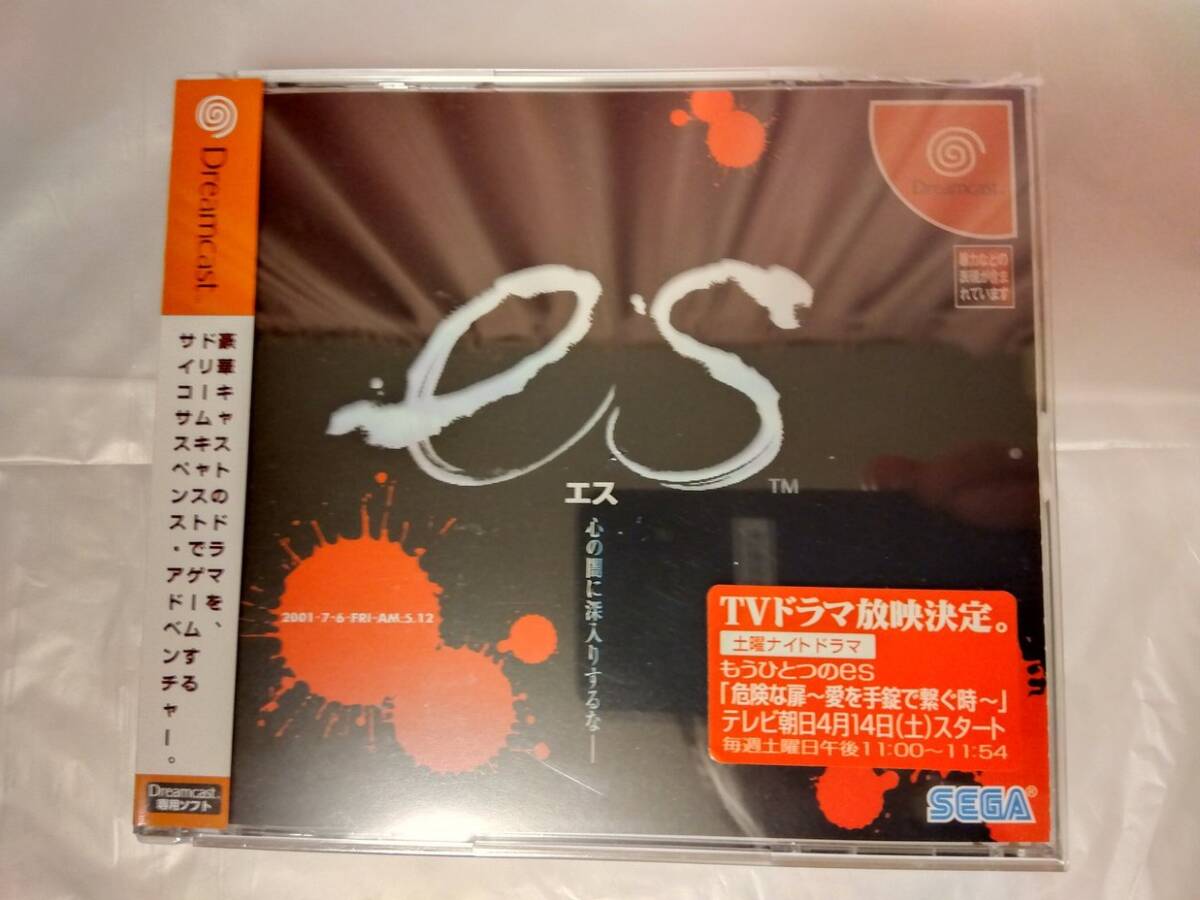 Dreamcast™
豪華キャストのドラマを、
ドリームキャストでゲームする
サイコサスペンス・アドベンチャー。
Dreamcast
専用ソフト
Dreamcast
暴力などの
表現が含ま
れています
es
エス
TM
心の闇に深入りするな—
2001-7-6-FRI-AM.5.12
TVドラマ放映決定。
土曜ナイトドラマ
もうひとつのes
「危険な扉〜愛を手錠で繋ぐ時〜」
テレビ朝日4月14日(土)スタート
毎週土曜日午後11:00〜11:54
SEGA®